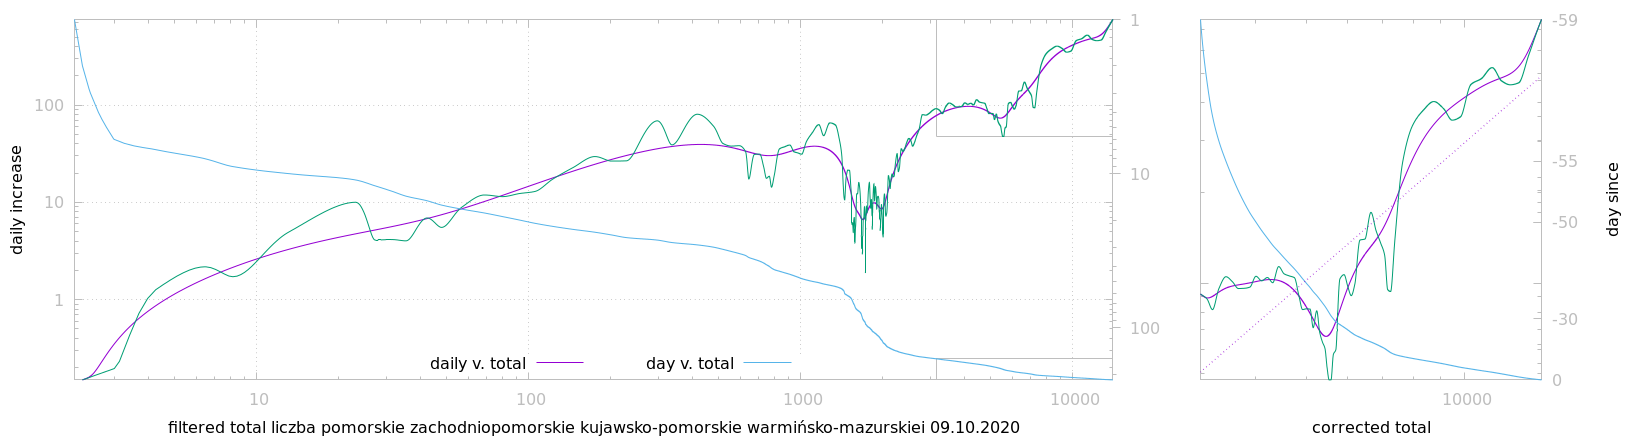 1
-59
100
daily increase
10
1
10
-55
-50
day since
100
-30
daily v. total
day v. total
0
10
100
1000
10000
10000
filtered total liczba pomorskie zachodniopomorskie kujawsko-pomorskie warmińsko-mazurskiei 09.10.2020
corrected total